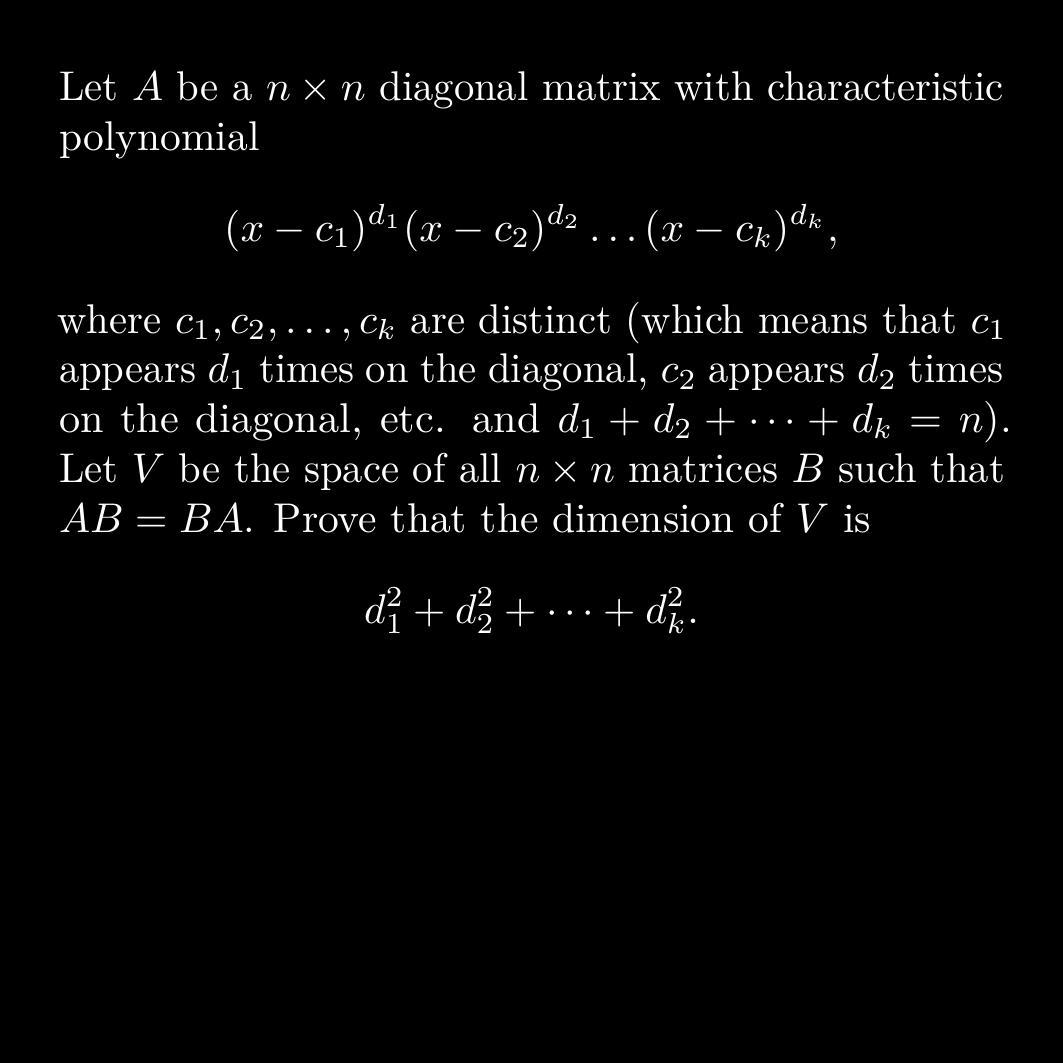 Let $A$ be a $n \times n$ diagonal matrix with characteristic
polynomial
$(x - c_1)^{d_1}(x - c_2)^{d_2} \ldots (x - c_k)^{d_k},$
where $c_1, c_2, \ldots, c_k$ are distinct (which means that $c_1$
appears $d_1$ times on the diagonal, $c_2$ appears $d_2$ times
on the diagonal, etc. and $d_1 + d_2 + \cdots + d_k = n$).
Let $V$ be the space of all $n \times n$ matrices $B$ such that
$AB = BA$. Prove that the dimension of $V$ is
$d_1^2 + d_2^2 + \cdots + d_k^2.$